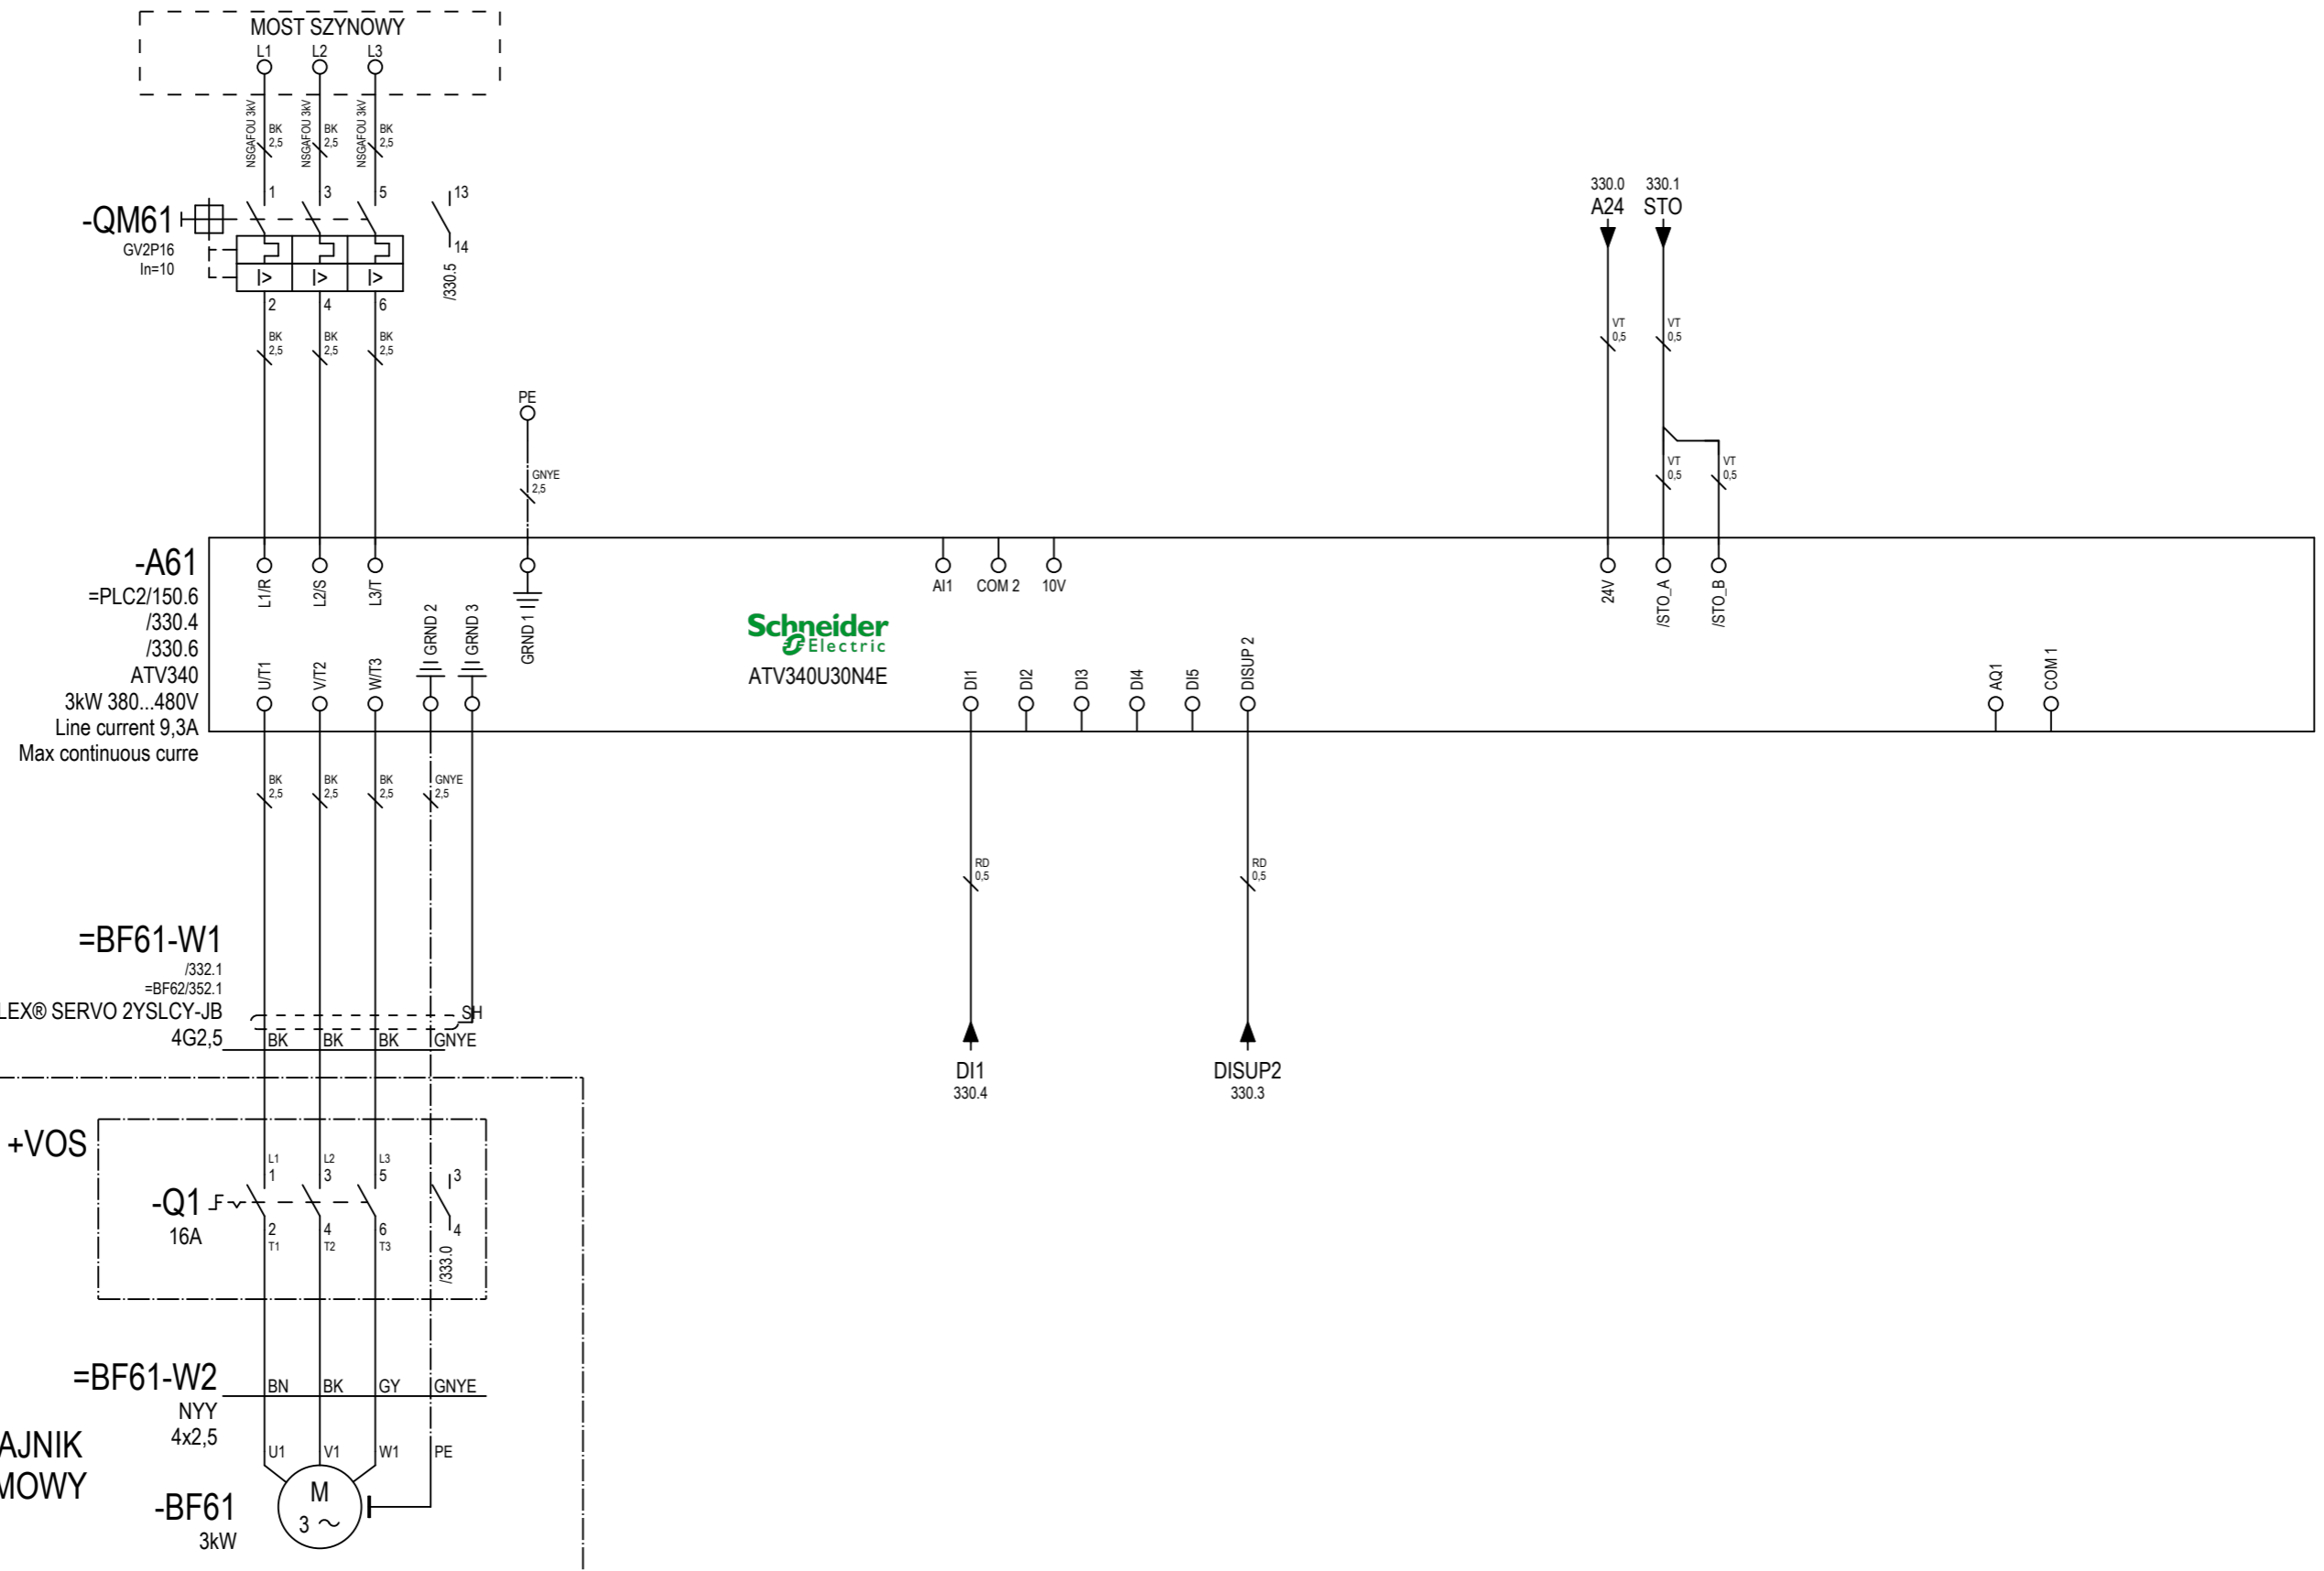 MOST SZYNOWY
L1 L2 L3
NSGAFOU 3kV BK 2,5 NSGAFOU 3kV BK 2,5 NSGAFOU 3kV BK 2,5
-QM61
GV2P16
In=10
1 3 5 13
14
/330.5
I> I> I>
2 4 6
BK 2,5 BK 2,5 BK 2,5
PE
GNYE
2,5
330.0 330.1
A24 STO
VT 0,5 VT 0,5
VT 0,5 VT 0,5
-A61
=PLC2/150.6
/330.4
/330.6
ATV340
3kW 380...480V
Line current 9,3A
Max continuous curre
L1/R L2/S L3/T GRND 1
AI1 COM 2 10V
24V /STO_A /STO_B
Schneider
Electric
ATV340U30N4E
U/T1 V/T2 W/T3 GRND 2 GRND 3
DI1 DI2 DI3 DI4 DI5 DISUP 2
AQ1 COM 1
BK 2,5 BK 2,5 BK 2,5 GNYE 2,5
RD 0,5 RD 0,5
DI1
330.4
DISUP2
330.3
=BF61-W1
/332.1
=BF62/352.1
LEX® SERVO 2YSLCY-JB
4G2,5
SH
BK BK BK GNYE
+VOS
-Q1
16A
L1 L2 L3
1 3 5 3
2 4 6 4
T1 T2 T3
/333.0
=BF61-W2
NYY
4x2,5
BN BK GY GNYE
AJNIK
MOWY
U1 V1 W1 PE
-BF61
3kW
M
3 ~